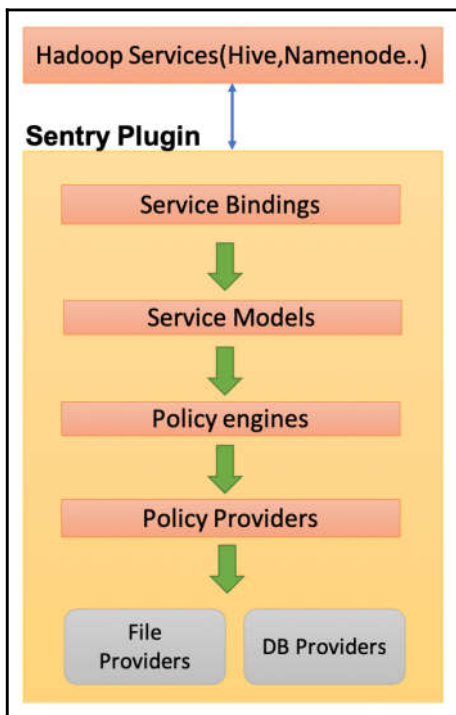 Hadoop Services(Hive,Namenode..)
Sentry Plugin
Service Bindings
Service Models
Policy engines
Policy Providers
File
Providers
DB Providers